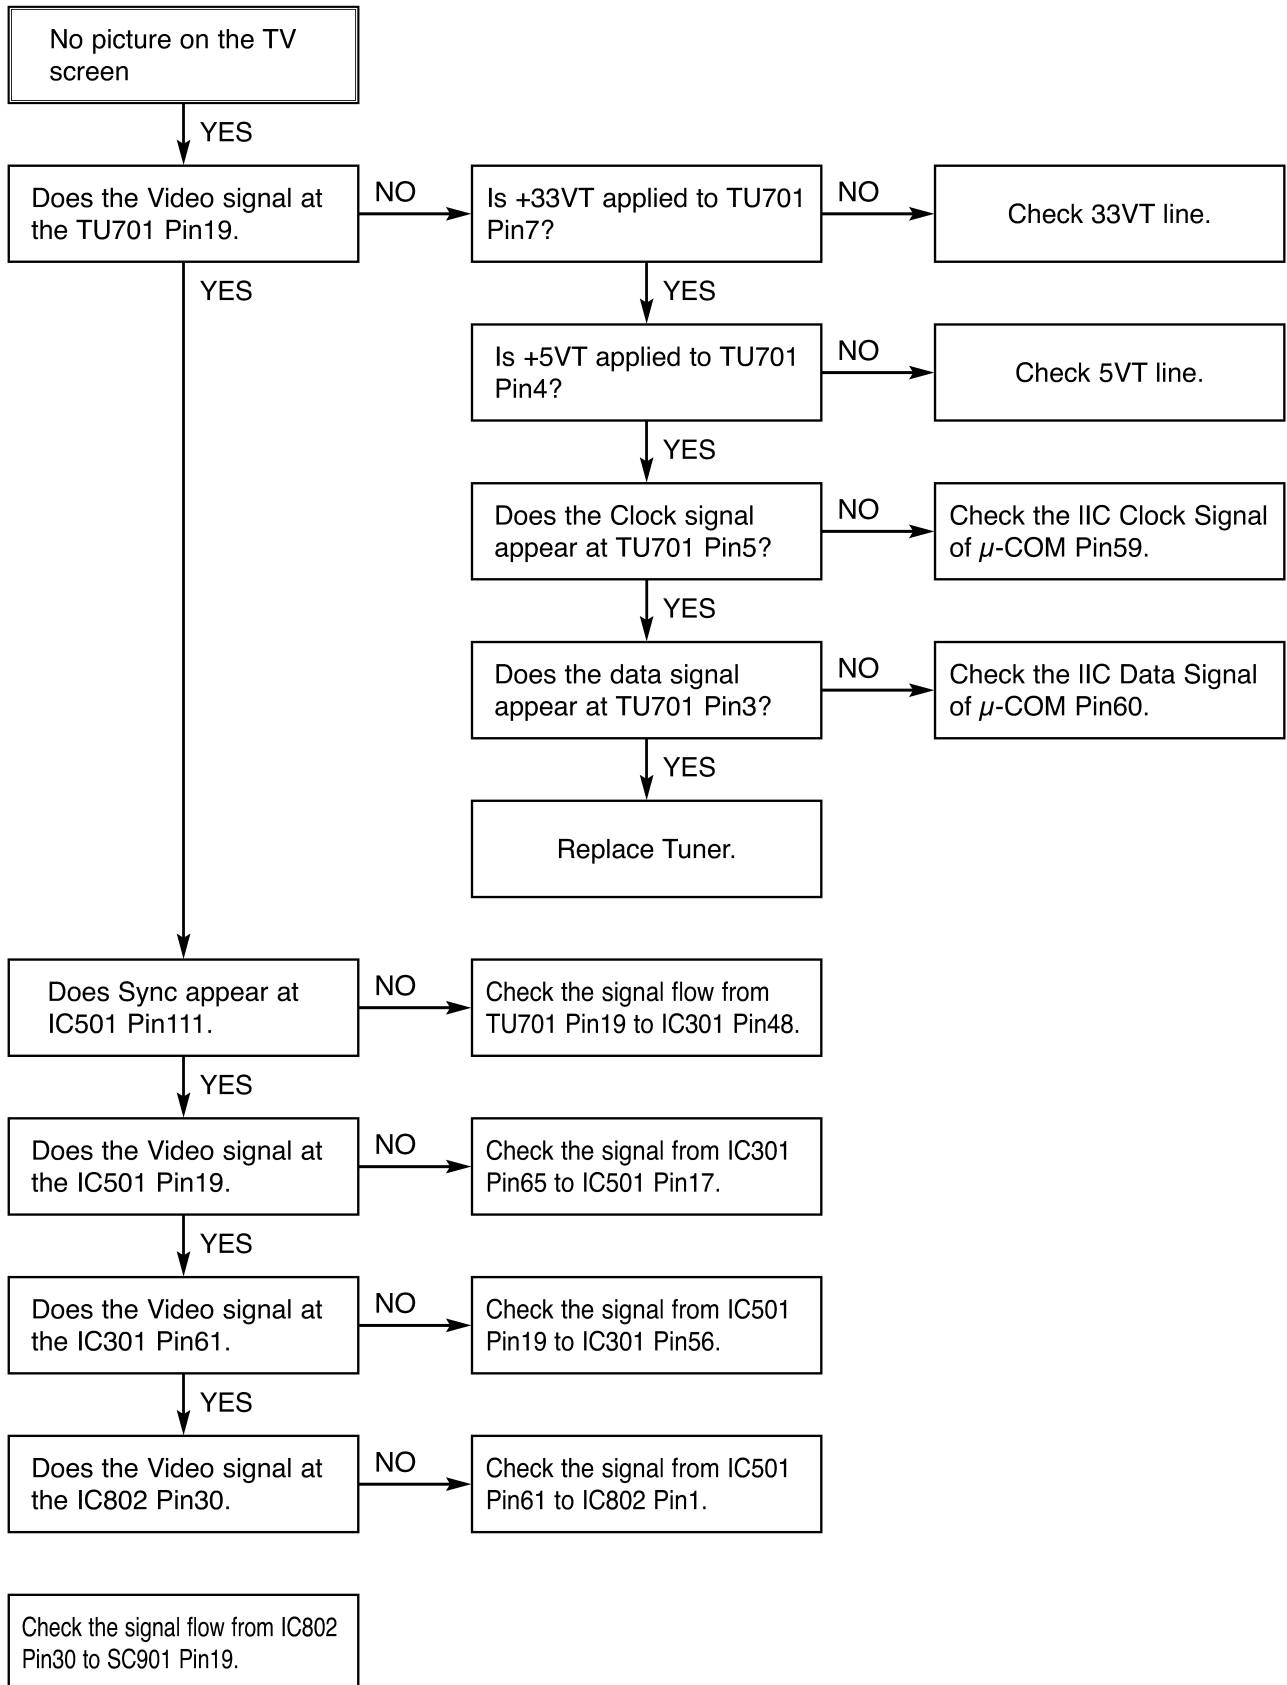 No picture on the TV
screen
YES
Does the Video signal at
the TU701 Pin19.
NO
Is +33VT applied to TU701
Pin7?
NO
Check 33VT line.
YES
YES
Is +5VT applied to TU701
Pin4?
NO
Check 5VT line.
YES
Does the Clock signal
appear at TU701 Pin5?
NO
Check the IIC Clock Signal
of µ-COM Pin59.
YES
Does the data signal
appear at TU701 Pin3?
NO
Check the IIC Data Signal
of µ-COM Pin60.
YES
Replace Tuner.
Does Sync appear at
IC501 Pin111.
NO
Check the signal flow from
TU701 Pin19 to IC301 Pin48.
YES
Does the Video signal at
the IC501 Pin19.
NO
Check the signal from IC301
Pin65 to IC501 Pin17.
YES
Does the Video signal at
the IC301 Pin61.
NO
Check the signal from IC501
Pin19 to IC301 Pin56.
YES
Does the Video signal at
the IC802 Pin30.
NO
Check the signal from IC501
Pin61 to IC802 Pin1.
Check the signal flow from IC802
Pin30 to SC901 Pin19.